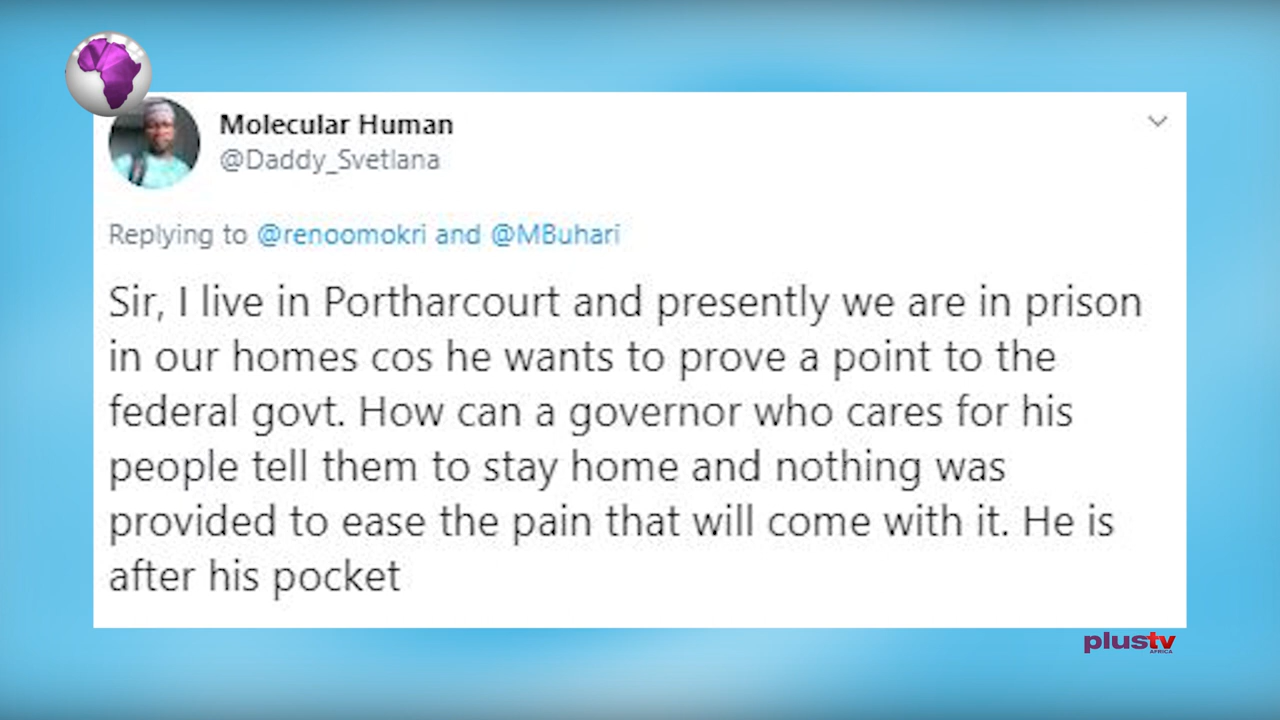 Molecular Human
@Daddy_Svetlana
Replying to @renoomokri and @MBuhari
Sir, I live in Portharcourt and presently we are in prison
in our homes cos he wants to prove a point to the
federal govt. How can a governor who cares for his
people tell them to stay home and nothing was
provided to ease the pain that will come with it. He is
after his pocket
plustv
AFRICA